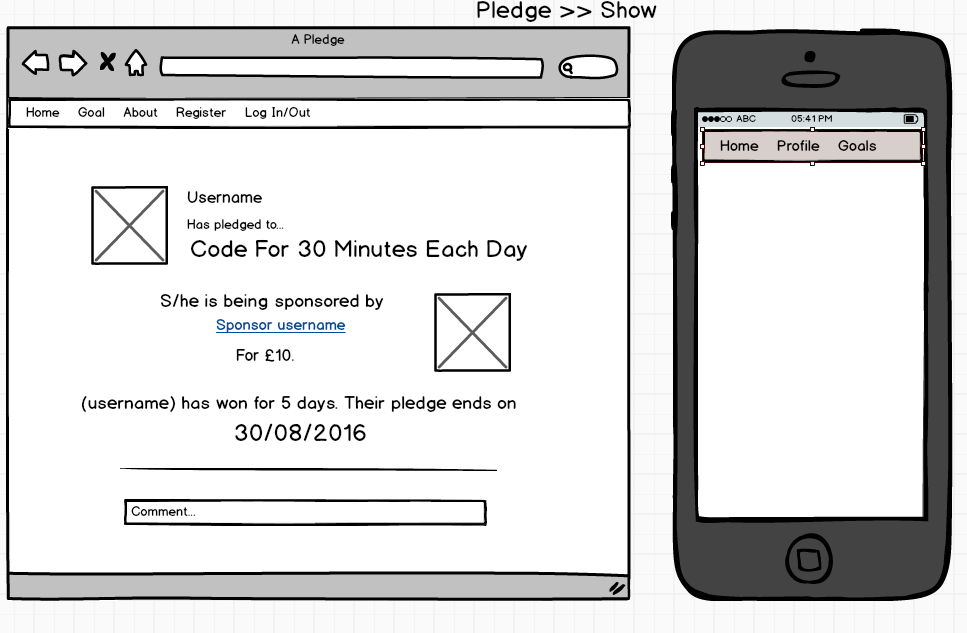 Pledge >> Show
A Pledge
Home Goal About Register Log In/Out
Username
Has pledged to...
Code For 30 Minutes Each Day
S/he is being sponsored by
Sponsor username
For £10.
(username) has won for 5 days. Their pledge ends on
30/08/2016
Comment...
ABC 05:41 PM
Home Profile Goals